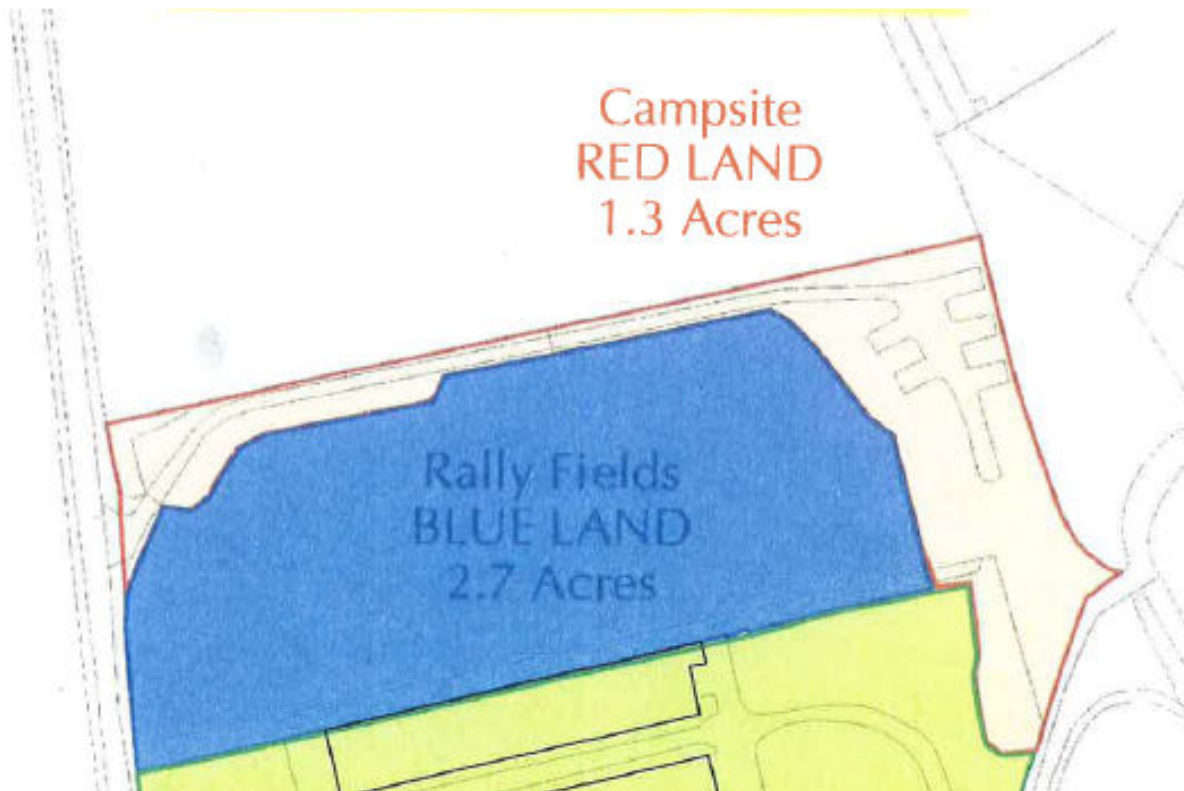 Campsite
RED LAND
1.3 Acres
Rally Fields
BLUE LAND
2.7 Acres